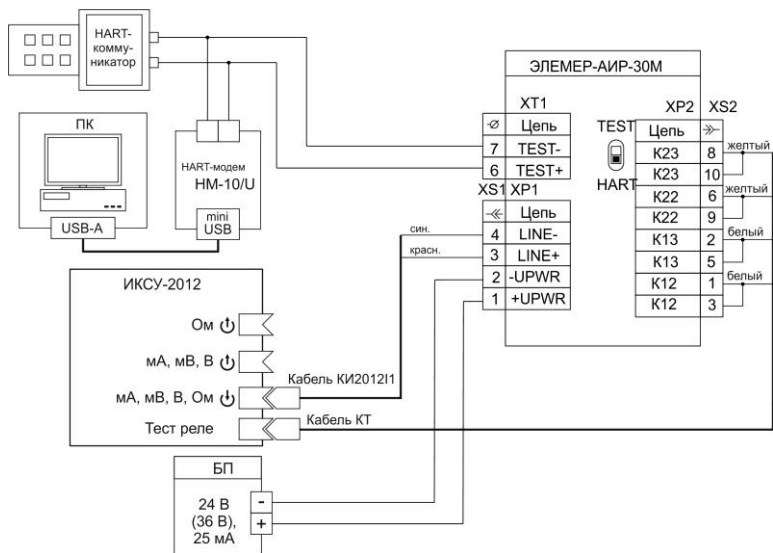 HART-
комму-
никатор
ПК
USB-A
HART-модем
HM-10/U
mini
USB
ЭЛЕМЕР-АИР-30М
XT1
Цепь
7 TEST-
6 TEST+
XS1 XP1
Цепь
син. 4 LINE-
красн. 3 LINE+
2 -UPWR
1 +UPWR
TEST
HART
XP2 XS2
Цепь
K23 8 желтый
K23 10
K22 6 желтый
K22 9
K13 2 белый
K13 5
K12 1 белый
K12 3
ИКСУ-2012
Ом
мА, мВ, В
мА, мВ, В, Ом
Кабель КИ2012I1
Тест реле
Кабель КТ
БП
24 В
(36 В),
25 мА
-
+